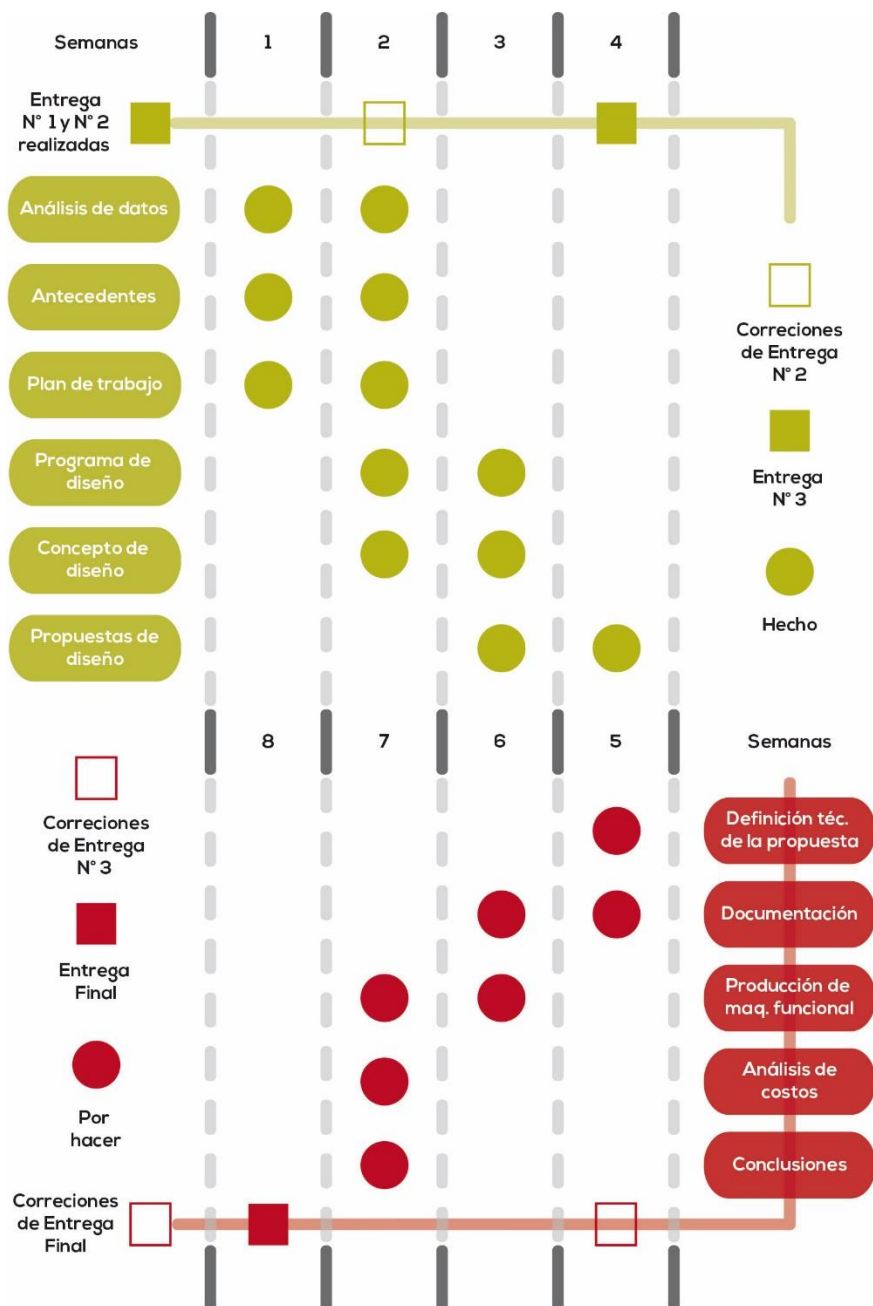 Semanas
1
2
3
4
Entrega
N° 1 y N° 2
realizadas
Análisis de datos
Antecedentes
Plan de trabajo
Programa de
diseño
Concepto de
diseño
Propuestas de
diseño
Correciones
de Entrega
N° 2
Entrega
N° 3
Hecho
8
7
6
5
Semanas
Correciones
de Entrega
N° 3
Entrega
Final
Por
hacer
Definición téc.
de la propuesta
Documentación
Producción de
maq. funcional
Análisis de
costos
Conclusiones
Correciones
de Entrega
Final